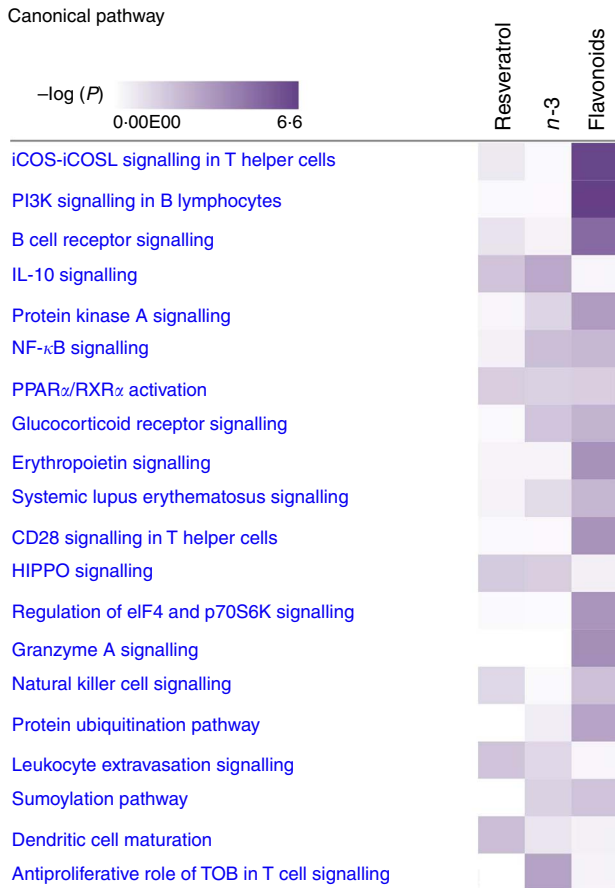 Canonical pathway
–log (P)
0·00E00 6·6
Resveratrol
n-3
Flavonoids
iCOS-iCOSL signalling in T helper cells
PI3K signalling in B lymphocytes
B cell receptor signalling
IL-10 signalling
Protein kinase A signalling
NF-κB signalling
PPARα/RXRα activation
Glucocorticoid receptor signalling
Erythropoietin signalling
Systemic lupus erythematosus signalling
CD28 signalling in T helper cells
HIPPO signalling
Regulation of eIF4 and p70S6K signalling
Granzyme A signalling
Natural killer cell signalling
Protein ubiquitination pathway
Leukocyte extravasation signalling
Sumoylation pathway
Dendritic cell maturation
Antiproliferative role of TOB in T cell signalling